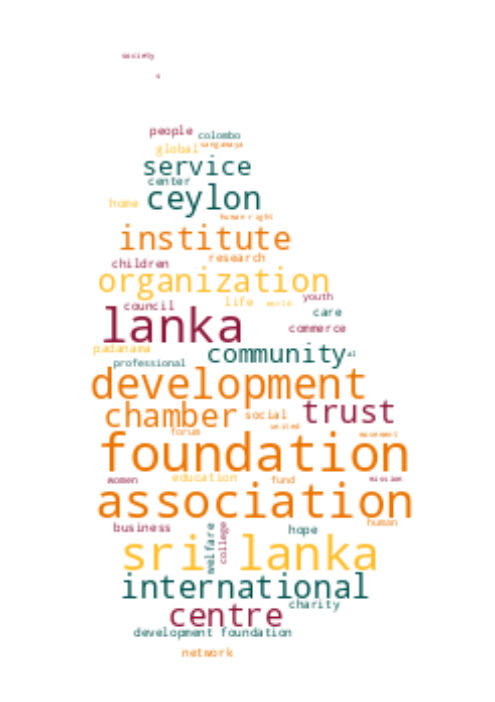 society
s
people colombo
global sanganaya
service
center
home ceylon
human right
institute
children research
organization
council life world youth
lanka care
commerce
padanama community al
professional
development
chamber social trust
forum united movement
foundation
women education fund mission
association
business welfare college hope human
sri lanka
international
centre charity
development foundation
network